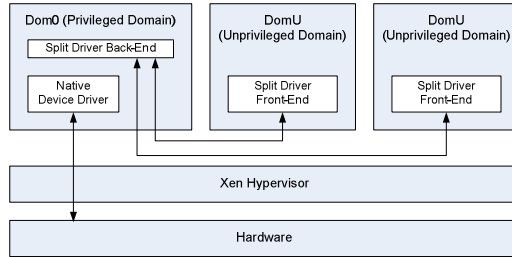 Dom0 (Privileged Domain)
Split Driver Back-End
Native
Device Driver
DomU
(Unprivileged Domain)
Split Driver
Front-End
DomU
(Unprivileged Domain)
Split Driver
Front-End
Xen Hypervisor
Hardware